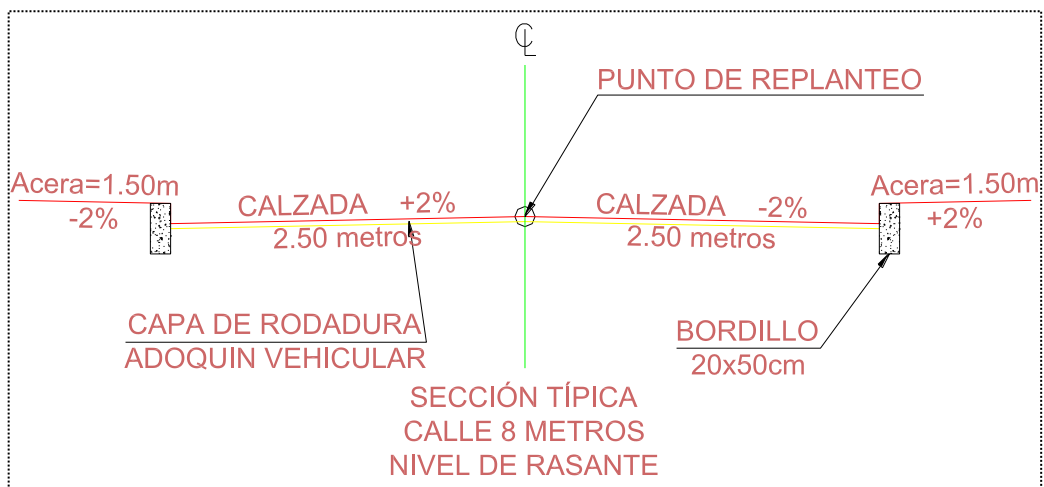 ℄
PUNTO DE REPLANTEO
Acera=1.50m
-2%
CALZADA +2%
2.50 metros
CALZADA -2%
2.50 metros
Acera=1.50m
+2%
CAPA DE RODADURA
ADOQUIN VEHICULAR
BORDILLO
20x50cm
SECCIÓN TÍPICA
CALLE 8 METROS
NIVEL DE RASANTE